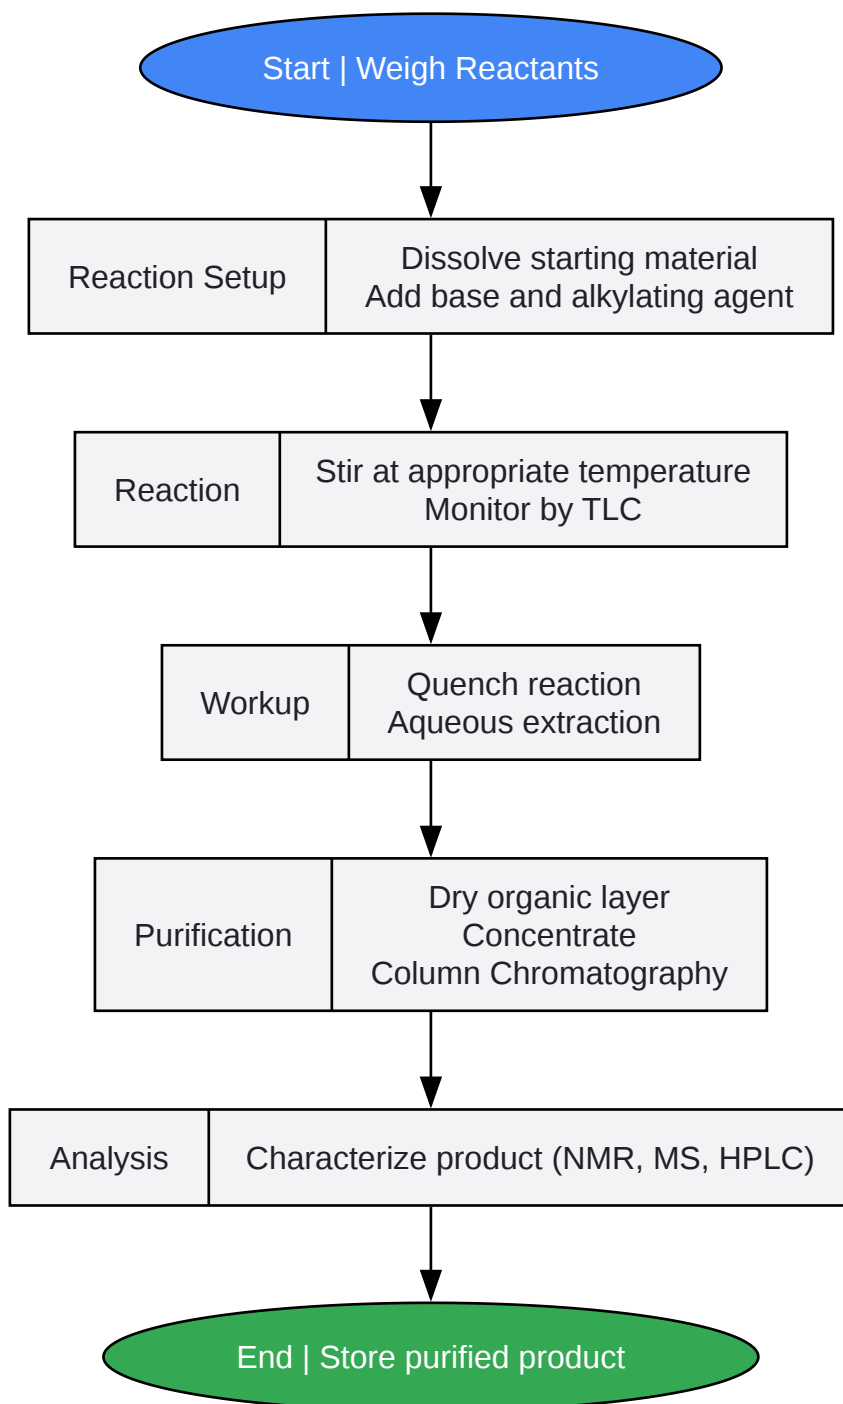 Start | Weigh Reactants
Reaction Setup
Dissolve starting material
Add base and alkylating agent
Reaction
Stir at appropriate temperature
Monitor by TLC
Workup
Quench reaction
Aqueous extraction
Purification
Dry organic layer
Concentrate
Column Chromatography
Analysis
Characterize product (NMR, MS, HPLC)
End | Store purified product